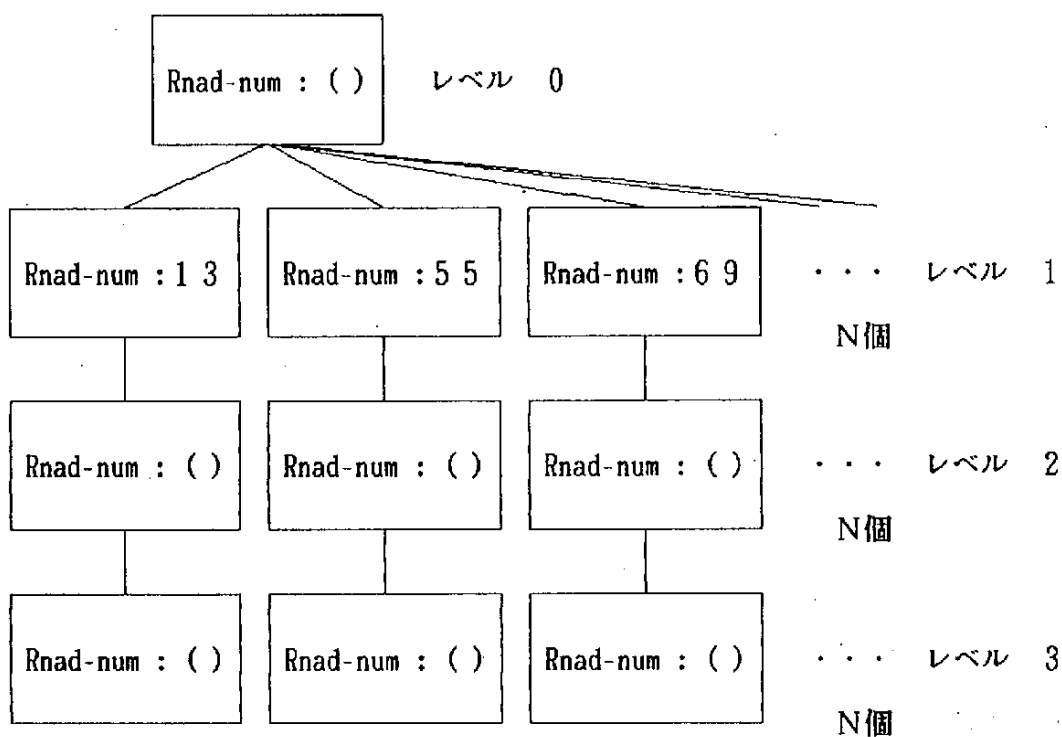 Rnad-num : ( ) レベル 0
Rnad-num : 1 3 Rnad-num : 5 5 Rnad-num : 6 9 ・・・ レベル 1
N個
Rnad-num : ( ) Rnad-num : ( ) Rnad-num : ( ) ・・・ レベル 2
N個
Rnad-num : ( ) Rnad-num : ( ) Rnad-num : ( ) ・・・ レベル 3
N個